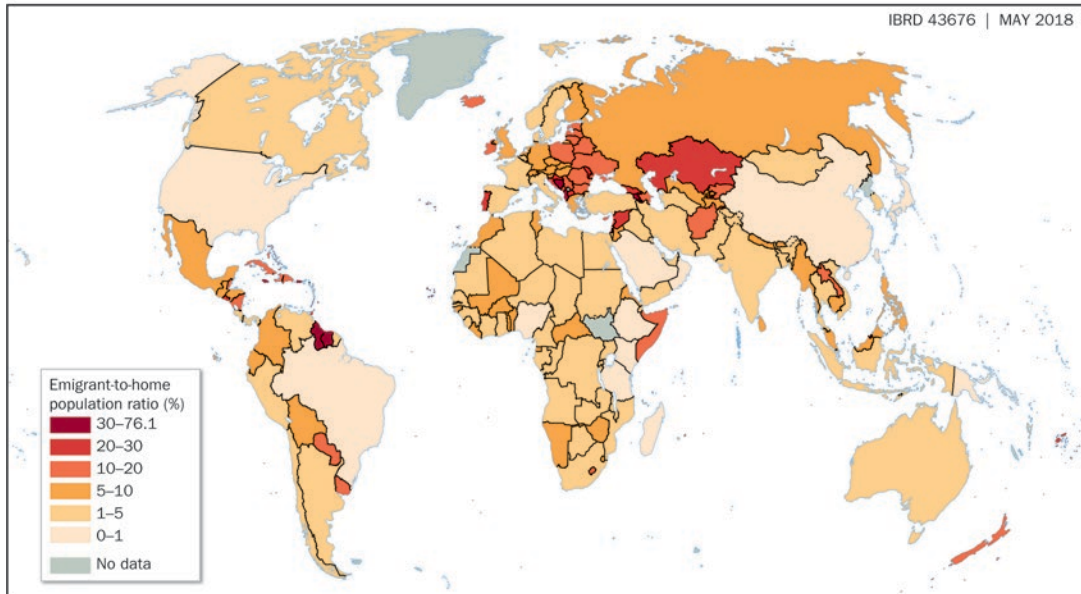 IBRD 43676 | MAY 2018
Emigrant-to-home
population ratio (%)
30–76.1
20–30
10–20
5–10
1–5
0–1
No data